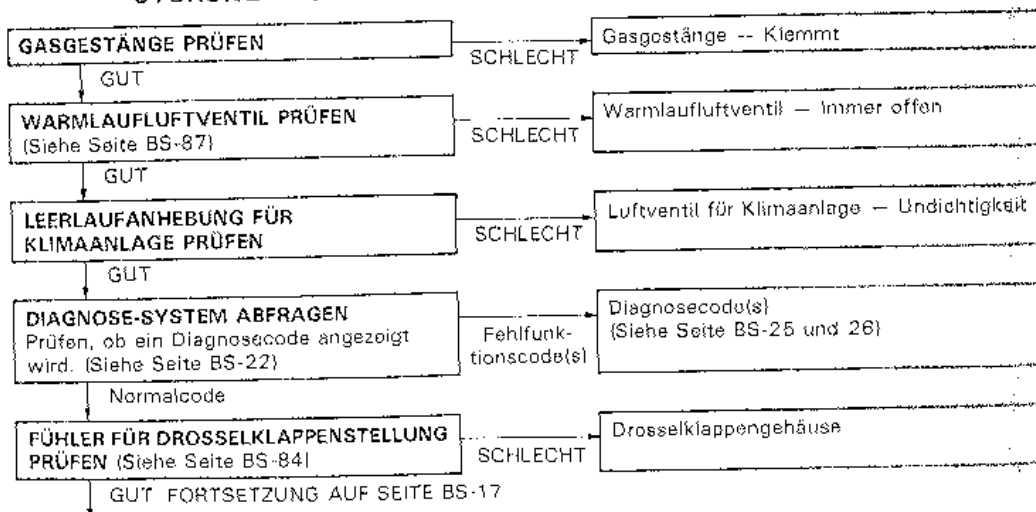 GASGESTÄNGE PRÜFEN
SCHLECHT
Gasgostänge -- Klemmt
GUT
WARMLAUFLUFTVENTIL PRÜFEN
(Siehe Seite BS-87)
SCHLECHT
Warmlaufluftventil — Immer offen
GUT
LEERLAUFANHEBUNG FÜR
KLIMAANLAGE PRÜFEN
SCHLECHT
Luftventil für Klimaanlage — Undichtigkeit
GUT
DIAGNOSE-SYSTEM ABFRAGEN
Prüfen, ob ein Diagnosecode angezeigt
wird. (Siehe Seite BS-22)
Fehlfunk-
tionscode(s)
Diagnosecode(s)
(Siehe Seite BS-25 und 26)
Normalcode
FÜHLER FÜR DROSSELKLAPPENSTELLUNG
PRÜFEN (Siehe Seite BS-84)
SCHLECHT
Drosselklappengehäuse
GUT FORTSETZUNG AUF SEITE BS-17